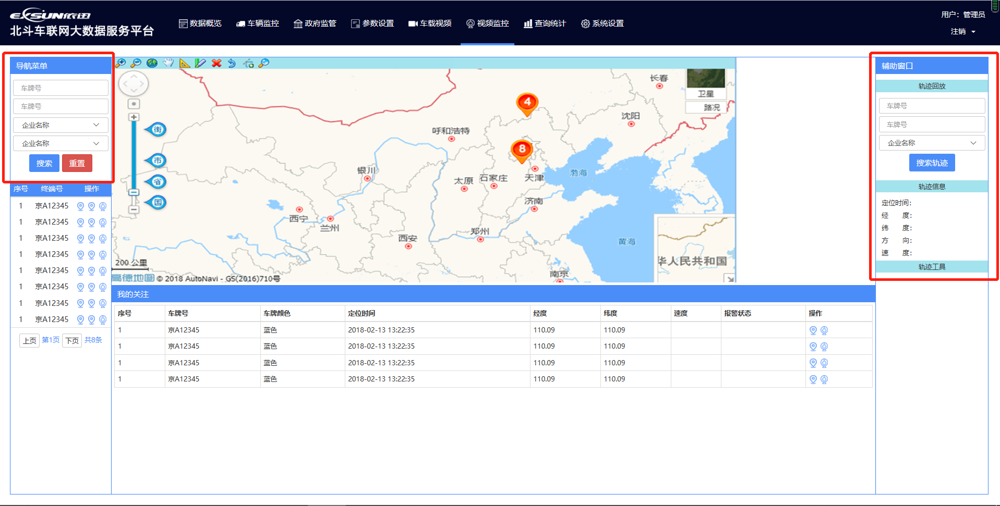 EXSUN依迅
北斗车联网大数据服务平台
数据概览 车辆监控 政府监管 参数设置 车载视频 视频监控 查询统计 系统设置
用户：管理员
注销
导航菜单
车牌号
车牌号
企业名称
企业名称
搜索 重置
序号 终端号 操作
1 京A12345
1 京A12345
1 京A12345
1 京A12345
1 京A12345
1 京A12345
1 京A12345
1 京A12345
上页 第1页 下页 共8条
街
市
省
国
长春
卫星
路况
4
沈阳
呼和浩特
8
银川
天津
渤海
太原
石家庄
济南
西宁
兰州
郑州
西安
黄海
200 公里
华人民共和国
南京
高德地图 © 2018 AutoNavi - GS(2016)710号
我的关注
序号 车牌号 车牌颜色 定位时间 经度 纬度 速度 报警状态 操作
1 京A12345 蓝色 2018-02-13 13:22:35 110.09 110.09
1 京A12345 蓝色 2018-02-13 13:22:35 110.09 110.09
1 京A12345 蓝色 2018-02-13 13:22:35 110.09 110.09
1 京A12345 蓝色 2018-02-13 13:22:35 110.09 110.09
辅助窗口
轨迹回放
车牌号
车牌号
企业名称
搜索轨迹
轨迹信息
定位时间：
经 度：
纬 度：
方 向：
速 度：
轨迹工具